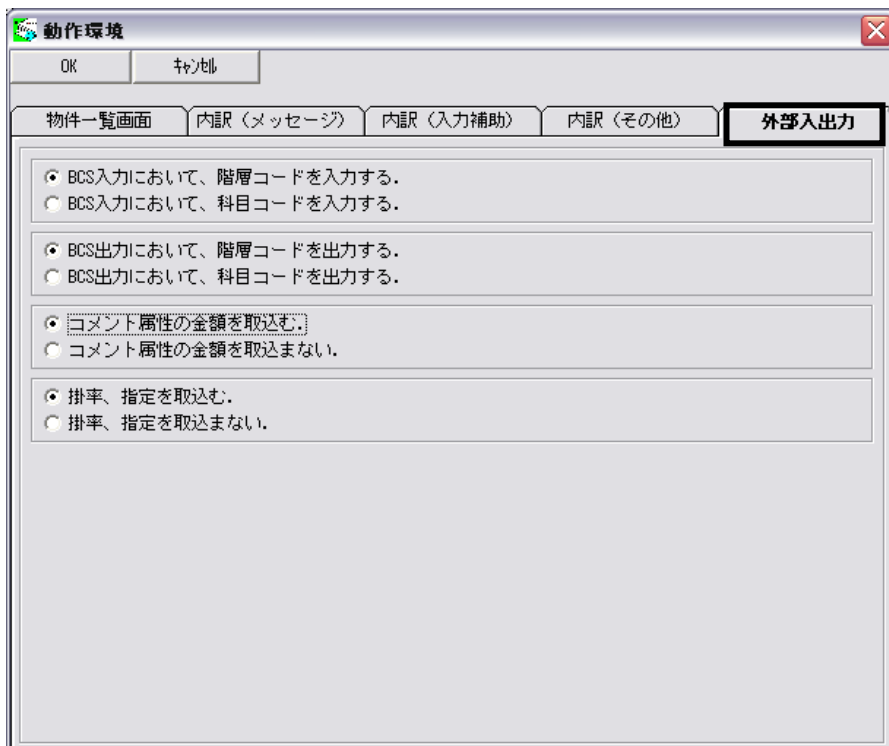 動作環境
OK
ｷｬﾝｾﾙ
物件一覧画面
内訳（メッセージ）
内訳（入力補助）
内訳（その他）
外部入出力
BCS入力において、階層コードを入力する.
BCS入力において、科目コードを入力する.
BCS出力において、階層コードを出力する.
BCS出力において、科目コードを出力する.
コメント属性の金額を取込む.
コメント属性の金額を取込まない.
掛率、指定を取込む.
掛率、指定を取込まない.